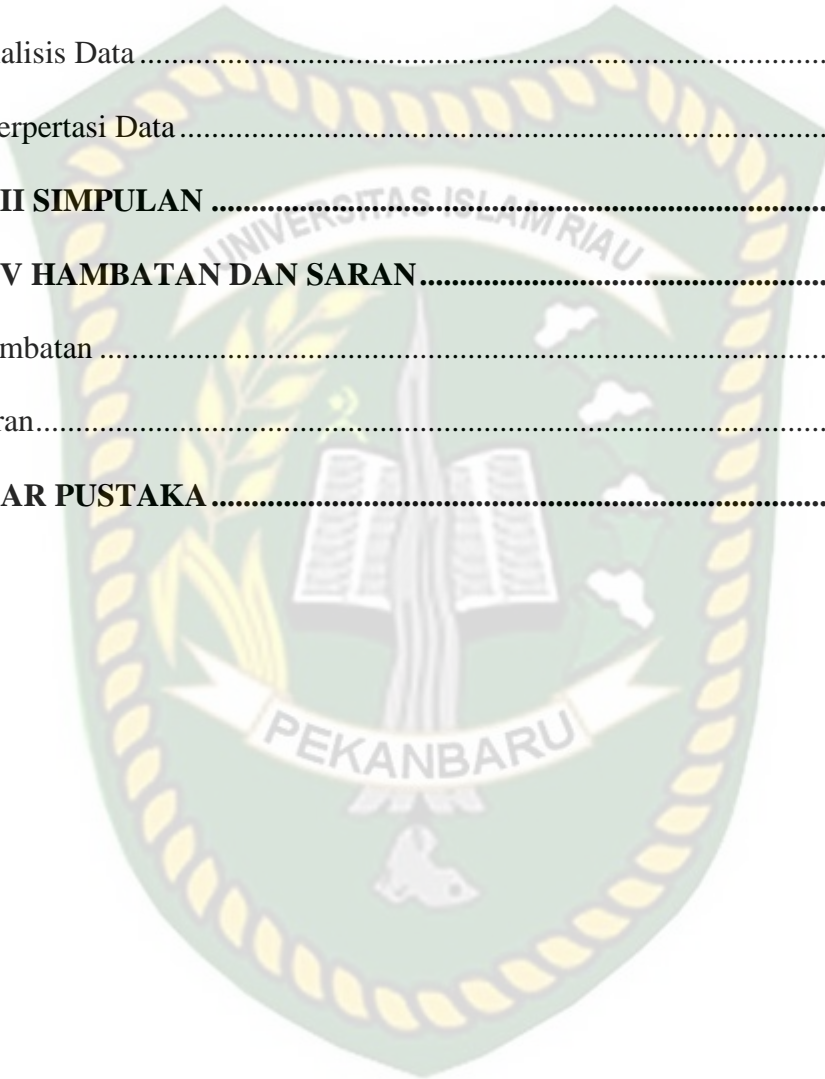 alisis Data ................................................................................
erpertasi Data ................................................................................
II SIMPULAN ................................................................................
UNIVERSITAS ISLAM RIAU
V HAMBATAN DAN SARAN ................................................................................
mbatan ................................................................................
ran ................................................................................
AR PUSTAKA ................................................................................
PEKANBARU